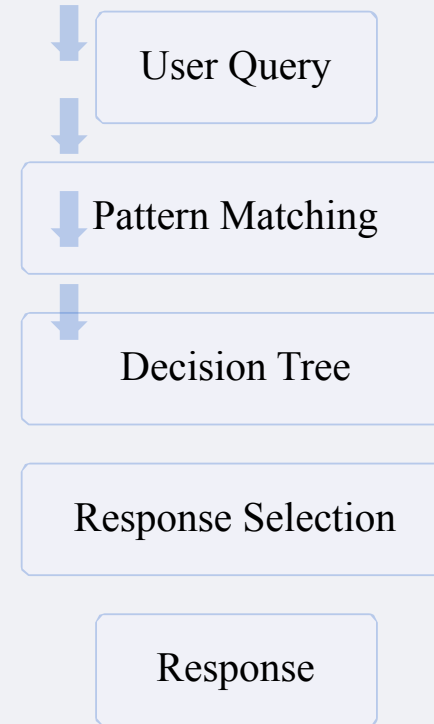 User Query
Pattern Matching
Decision Tree
Response Selection
Response